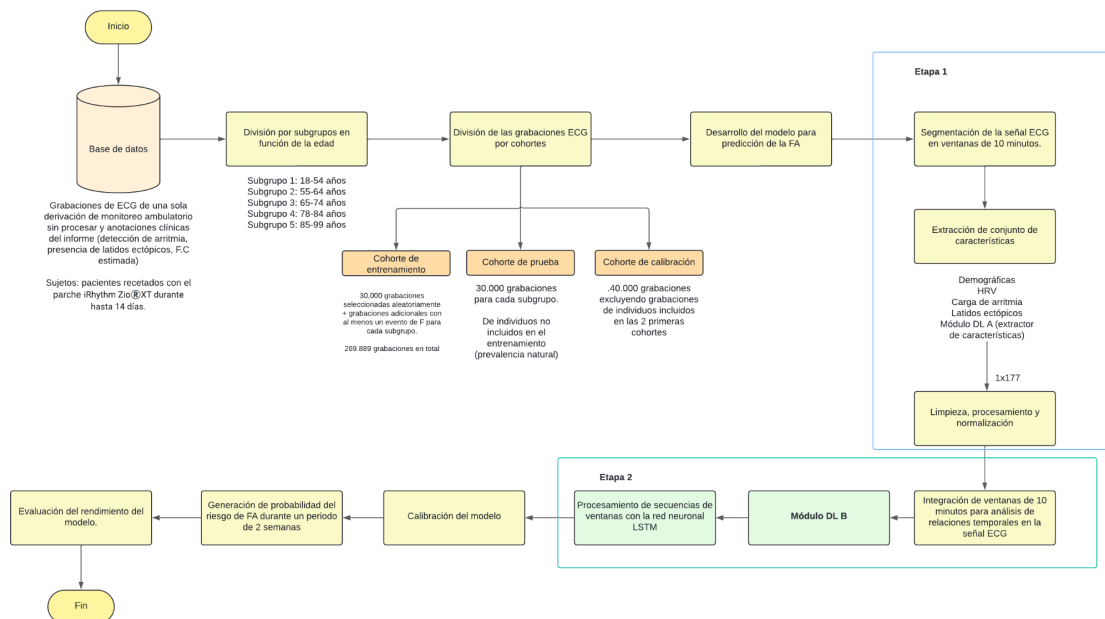 Inicio
Base de datos
Grabaciones de ECG de una sola
derivación de monitoreo ambulatorio
sin procesar y anotaciones clínicas
del informe (detección de arritmia,
presencia de latidos ectópicos, F.C
estimada)
Sujetos: pacientes recetados con el
parche iRhythm Zio®XT durante
hasta 14 días.
División por subgrupos en
función de la edad
Subgrupo 1: 18-54 años
Subgrupo 2: 55-64 años
Subgrupo 3: 65-74 años
Subgrupo 4: 78-84 años
Subgrupo 5: 85-99 años
División de las grabaciones ECG
por cohortes
Cohorte de
entrenamiento
30,000 grabaciones
seleccionadas aleatoriamente
+ grabaciones adicionales con
al menos un evento de F para
cada subgrupo.
269.889 grabaciones en total
Cohorte de prueba
30.000 grabaciones
para cada subgrupo.
De individuos no
incluidos en el
entrenamiento
(prevalencia natural)
Cohorte de calibración
.40.000 grabaciones
excluyendo grabaciones
de individuos incluidos
en las 2 primeras
cohortes
Desarrollo del modelo para
predicción de la FA
Etapa 1
Segmentación de la señal ECG
en ventanas de 10 minutos.
Extracción de conjunto de
características
Demográficas
HRV
Carga de arritmia
Latidos ectópicos
Módulo DL A (extractor
de características)
1x177
Limpieza, procesamiento y
normalización
Etapa 2
Integración de ventanas de 10
minutos para análisis de
relaciones temporales en la
señal ECG
Módulo DL B
Procesamiento de secuencias de
ventanas con la red neuronal
LSTM
Calibración del modelo
Generación de probabilidad del
riesgo de FA durante un periodo
de 2 semanas
Evaluación del rendimiento del
modelo.
Fin